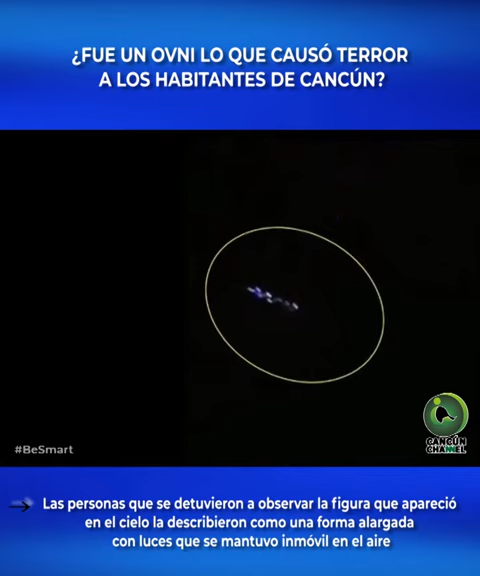 ¿FUE UN OVNI LO QUE CAUSÓ TERROR
A LOS HABITANTES DE CANCÚN?
#BeSmart
CANCÚN
CHANNEL
Las personas que se detuvieron a observar la figura que apareció
en el cielo la describieron como una forma alargada
con luces que se mantuvo inmóvil en el aire